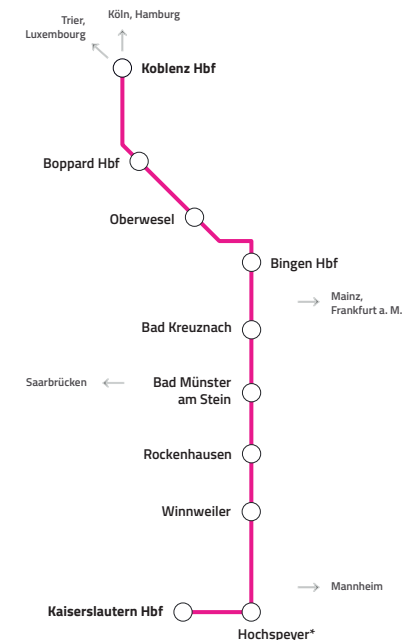 Köln, Hamburg
Trier,
Luxembourg
Koblenz Hbf
Boppard Hbf
Oberwesel
Bingen Hbf
Mainz,
Frankfurt a. M.
Bad Kreuznach
Saarbrücken
Bad Münster
am Stein
Rockenhausen
Winnweiler
Mannheim
Kaiserslautern Hbf
Hochspeyer*